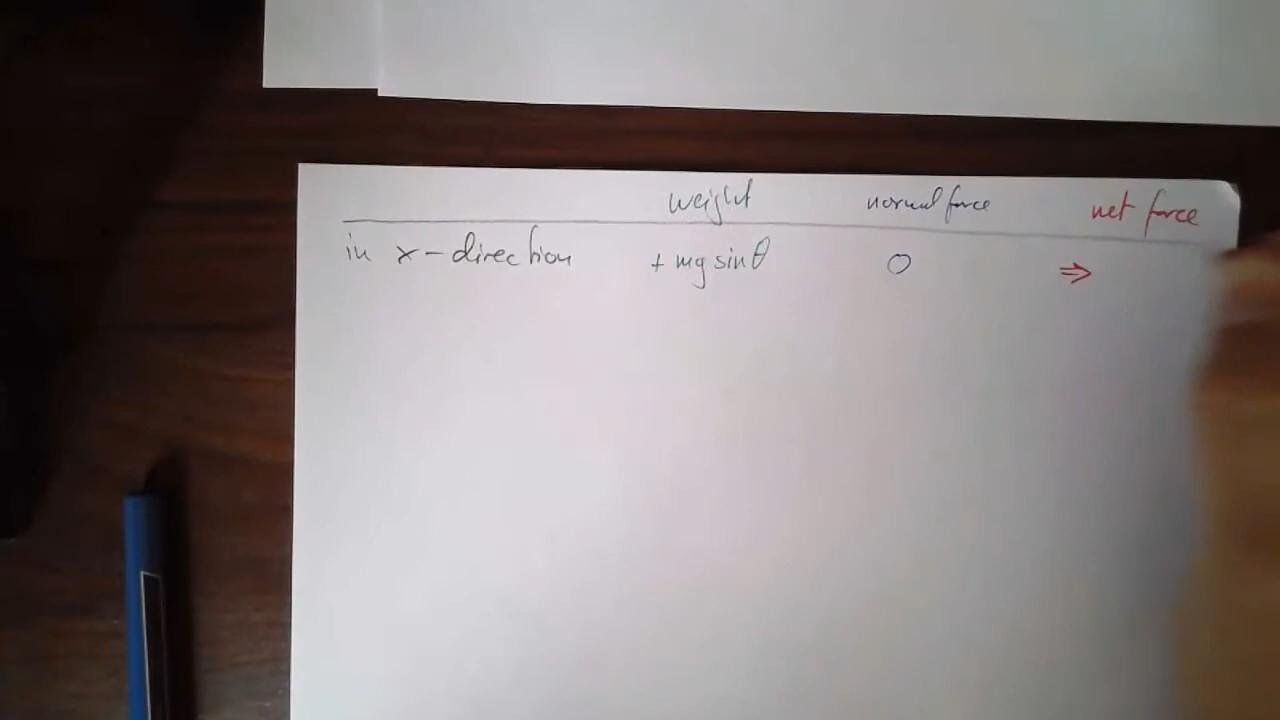 weight normal force net force
in x-direction + mg sin θ 0 ⇒